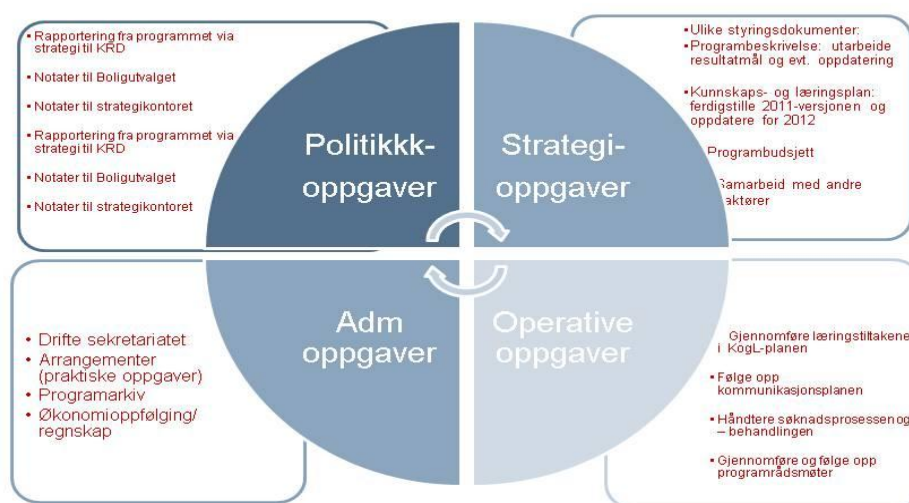 • Rapportering fra programmet via
strategi til KRD
• Notater til Boligutvalget
• Notater til strategikontoret
• Rapportering fra programmet via
strategi til KRD
• Notater til Boligutvalget
• Notater til strategikontoret
Politikkk-
oppgaver
Strategi-
oppgaver
• Ulike styringsdokumenter:
• Programbeskrivelse: utarbeide
resultatmål og evt. oppdatering
• Kunnskaps- og læringsplan:
ferdigstille 2011-versjonen og
oppdatere for 2012
Programbudsjett
Samarbeid med andre
aktører
• Drifte sekretariatet
• Arrangementer
(praktiske oppgaver)
• Programarkiv
• Økonomioppfølging/
regnskap
Adm
oppgaver
Operative
oppgaver
Gjennomføre læringstiltakene
i KogL-planen
• Følge opp
kommunikasjonsplanen
• Håndtere søknadsprosessen og
– behandlingen
• Gjennomføre og følge opp
programrådsmøter